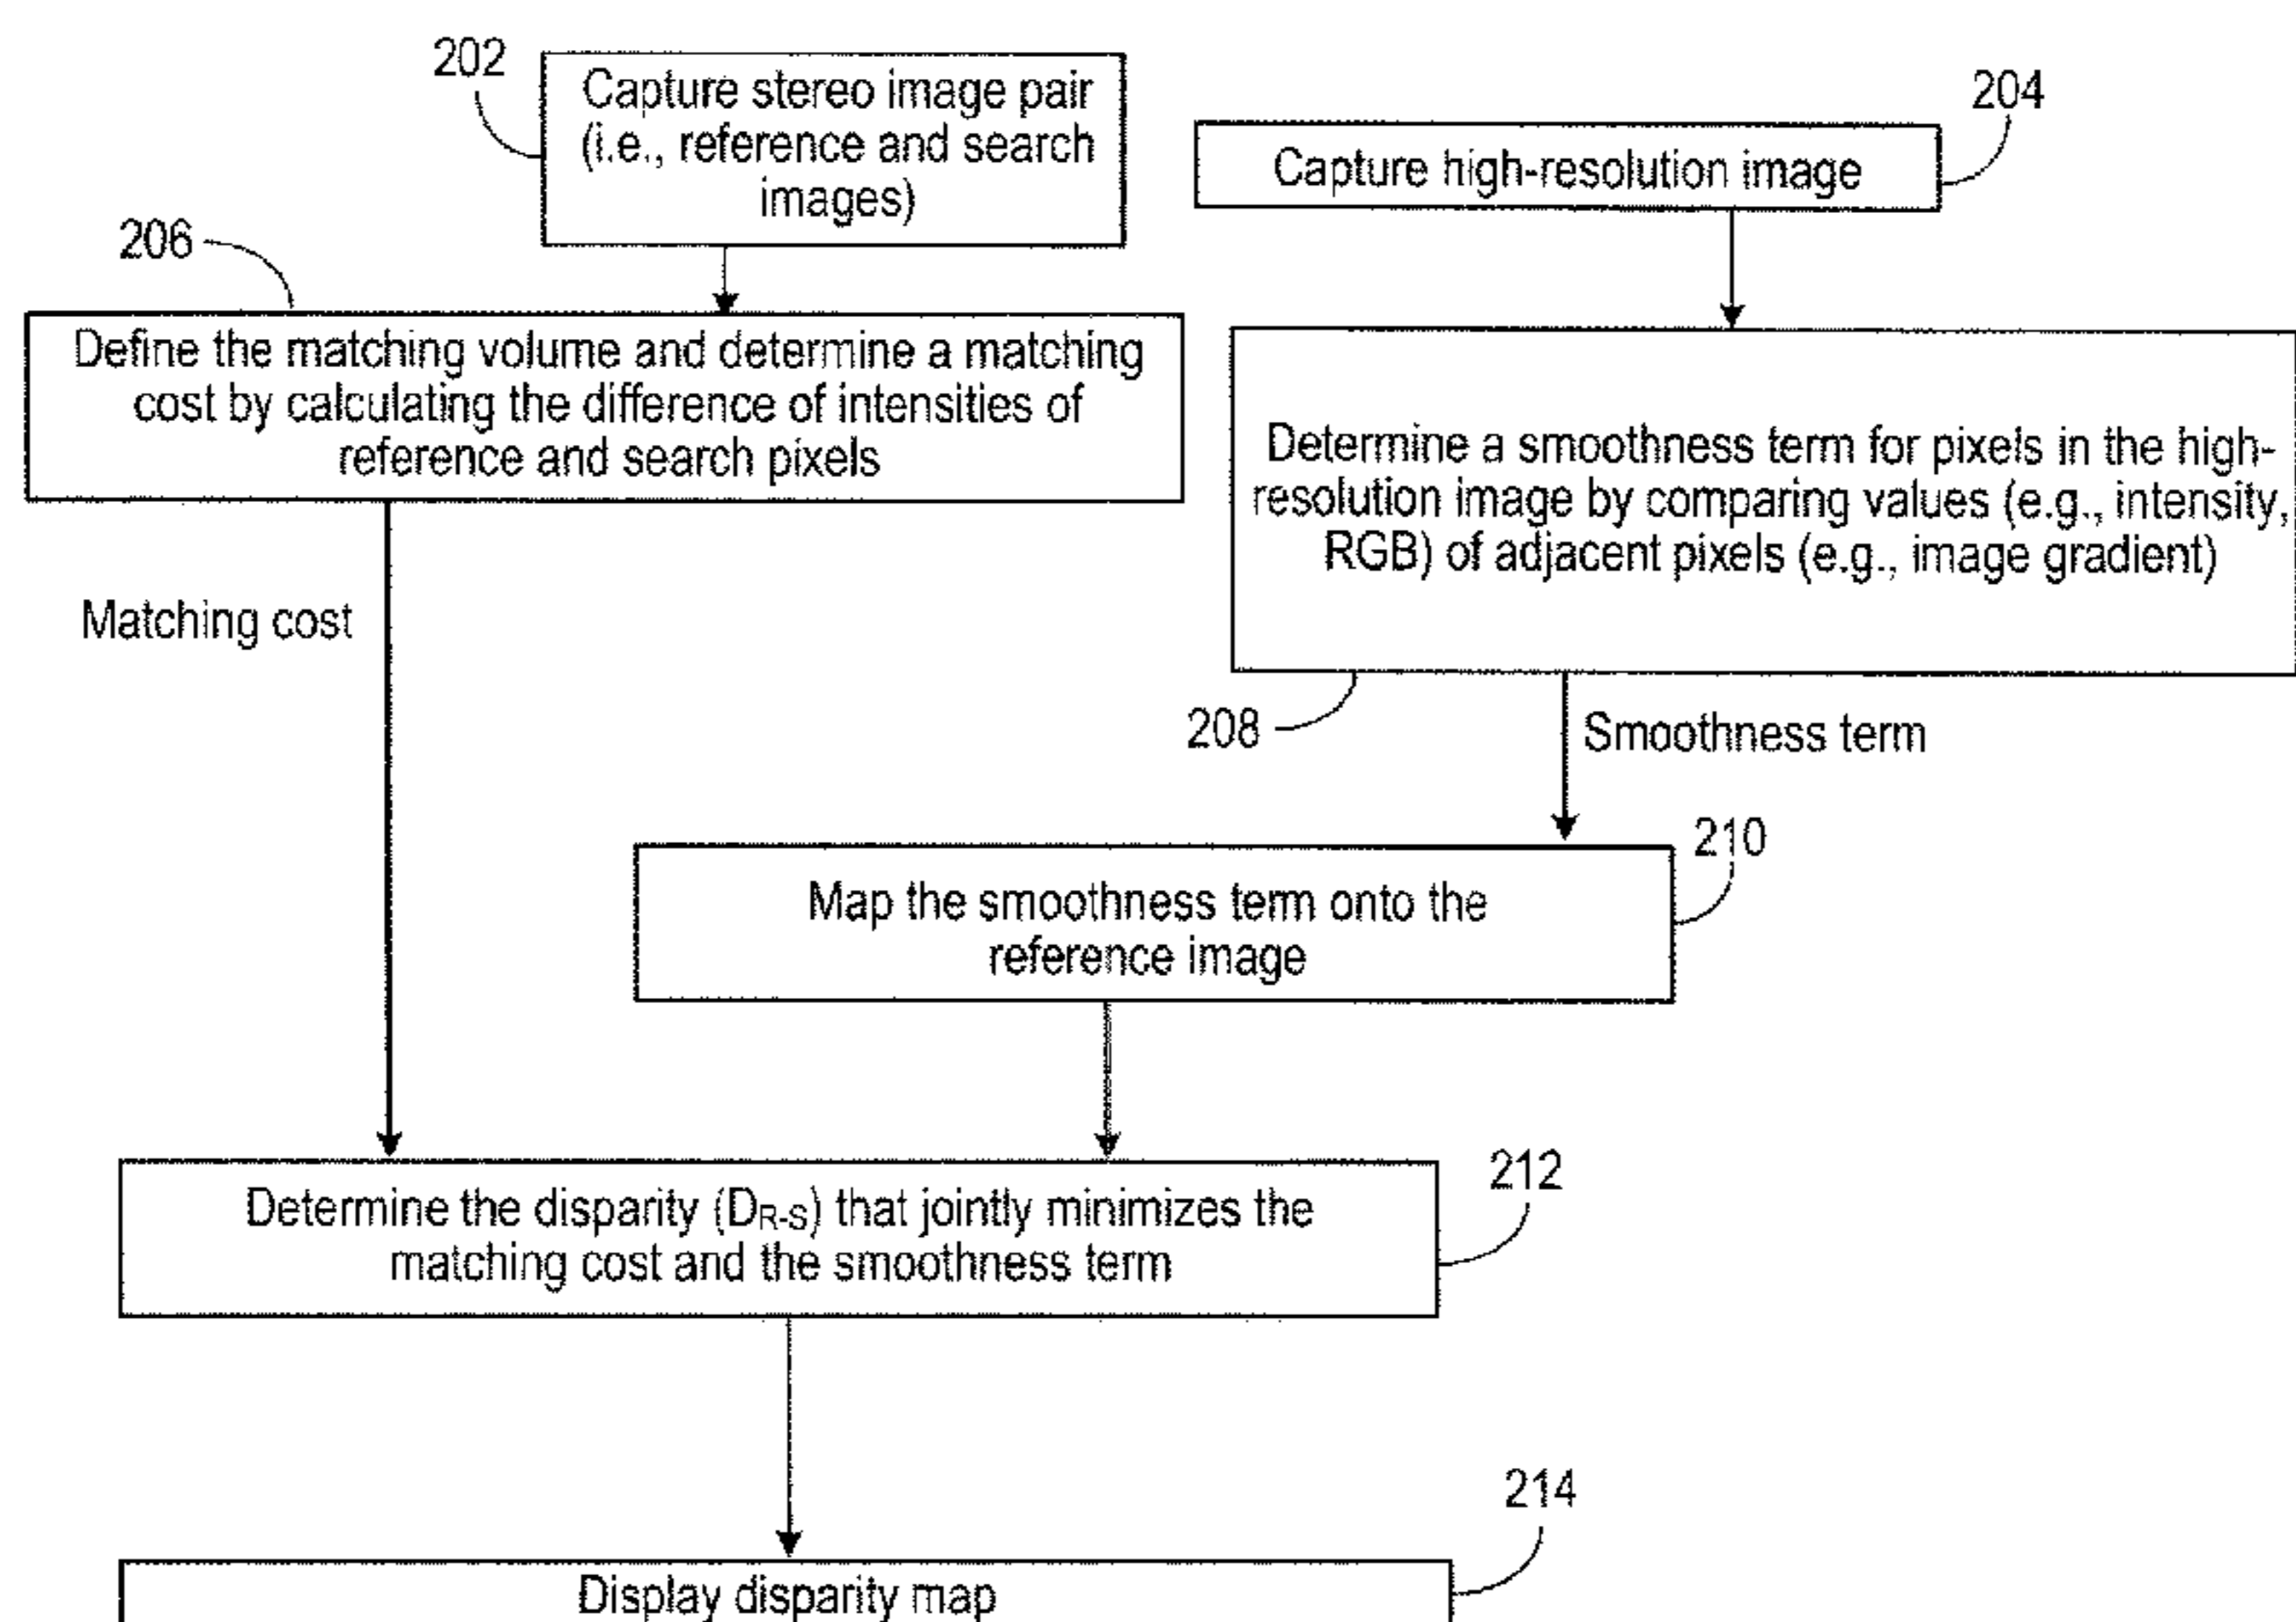 202
Capture stereo image pair
(i.e., reference and search
images)
204
Capture high-resolution image
206
Define the matching volume and determine a matching
cost by calculating the difference of intensities of
reference and search pixels
Determine a smoothness term for pixels in the high-
resolution image by comparing values (e.g., intensity,
RGB) of adjacent pixels (e.g., image gradient)
Matching cost
208
Smoothness term
210
Map the smoothness term onto the
reference image
212
Determine the disparity (DR-S) that jointly minimizes the
matching cost and the smoothness term
214
Display disparity map